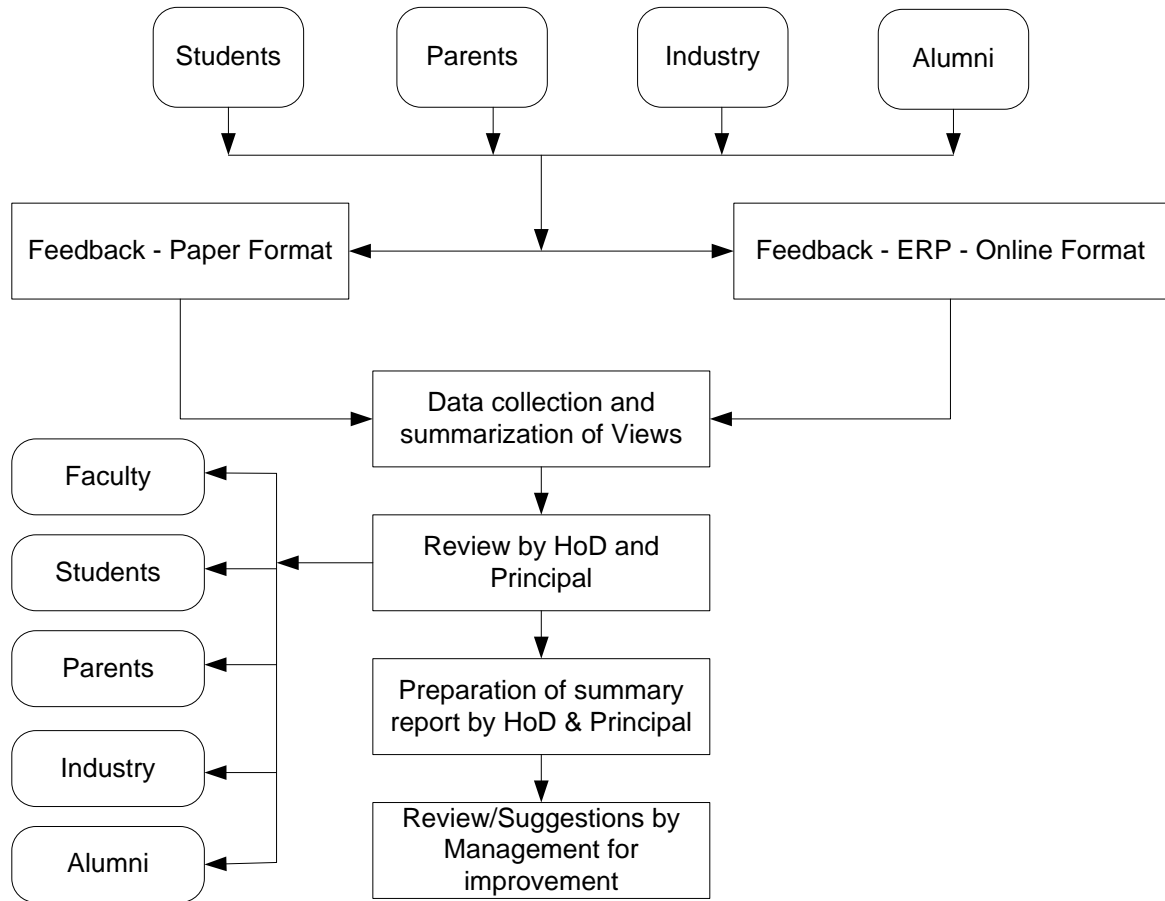 Students
Parents
Industry
Alumni
Feedback - Paper Format
Feedback - ERP - Online Format
Data collection and
summarization of Views
Faculty
Students
Parents
Industry
Alumni
Review by HoD and
Principal
Preparation of summary
report by HoD & Principal
Review/Suggestions by
Management for
improvement